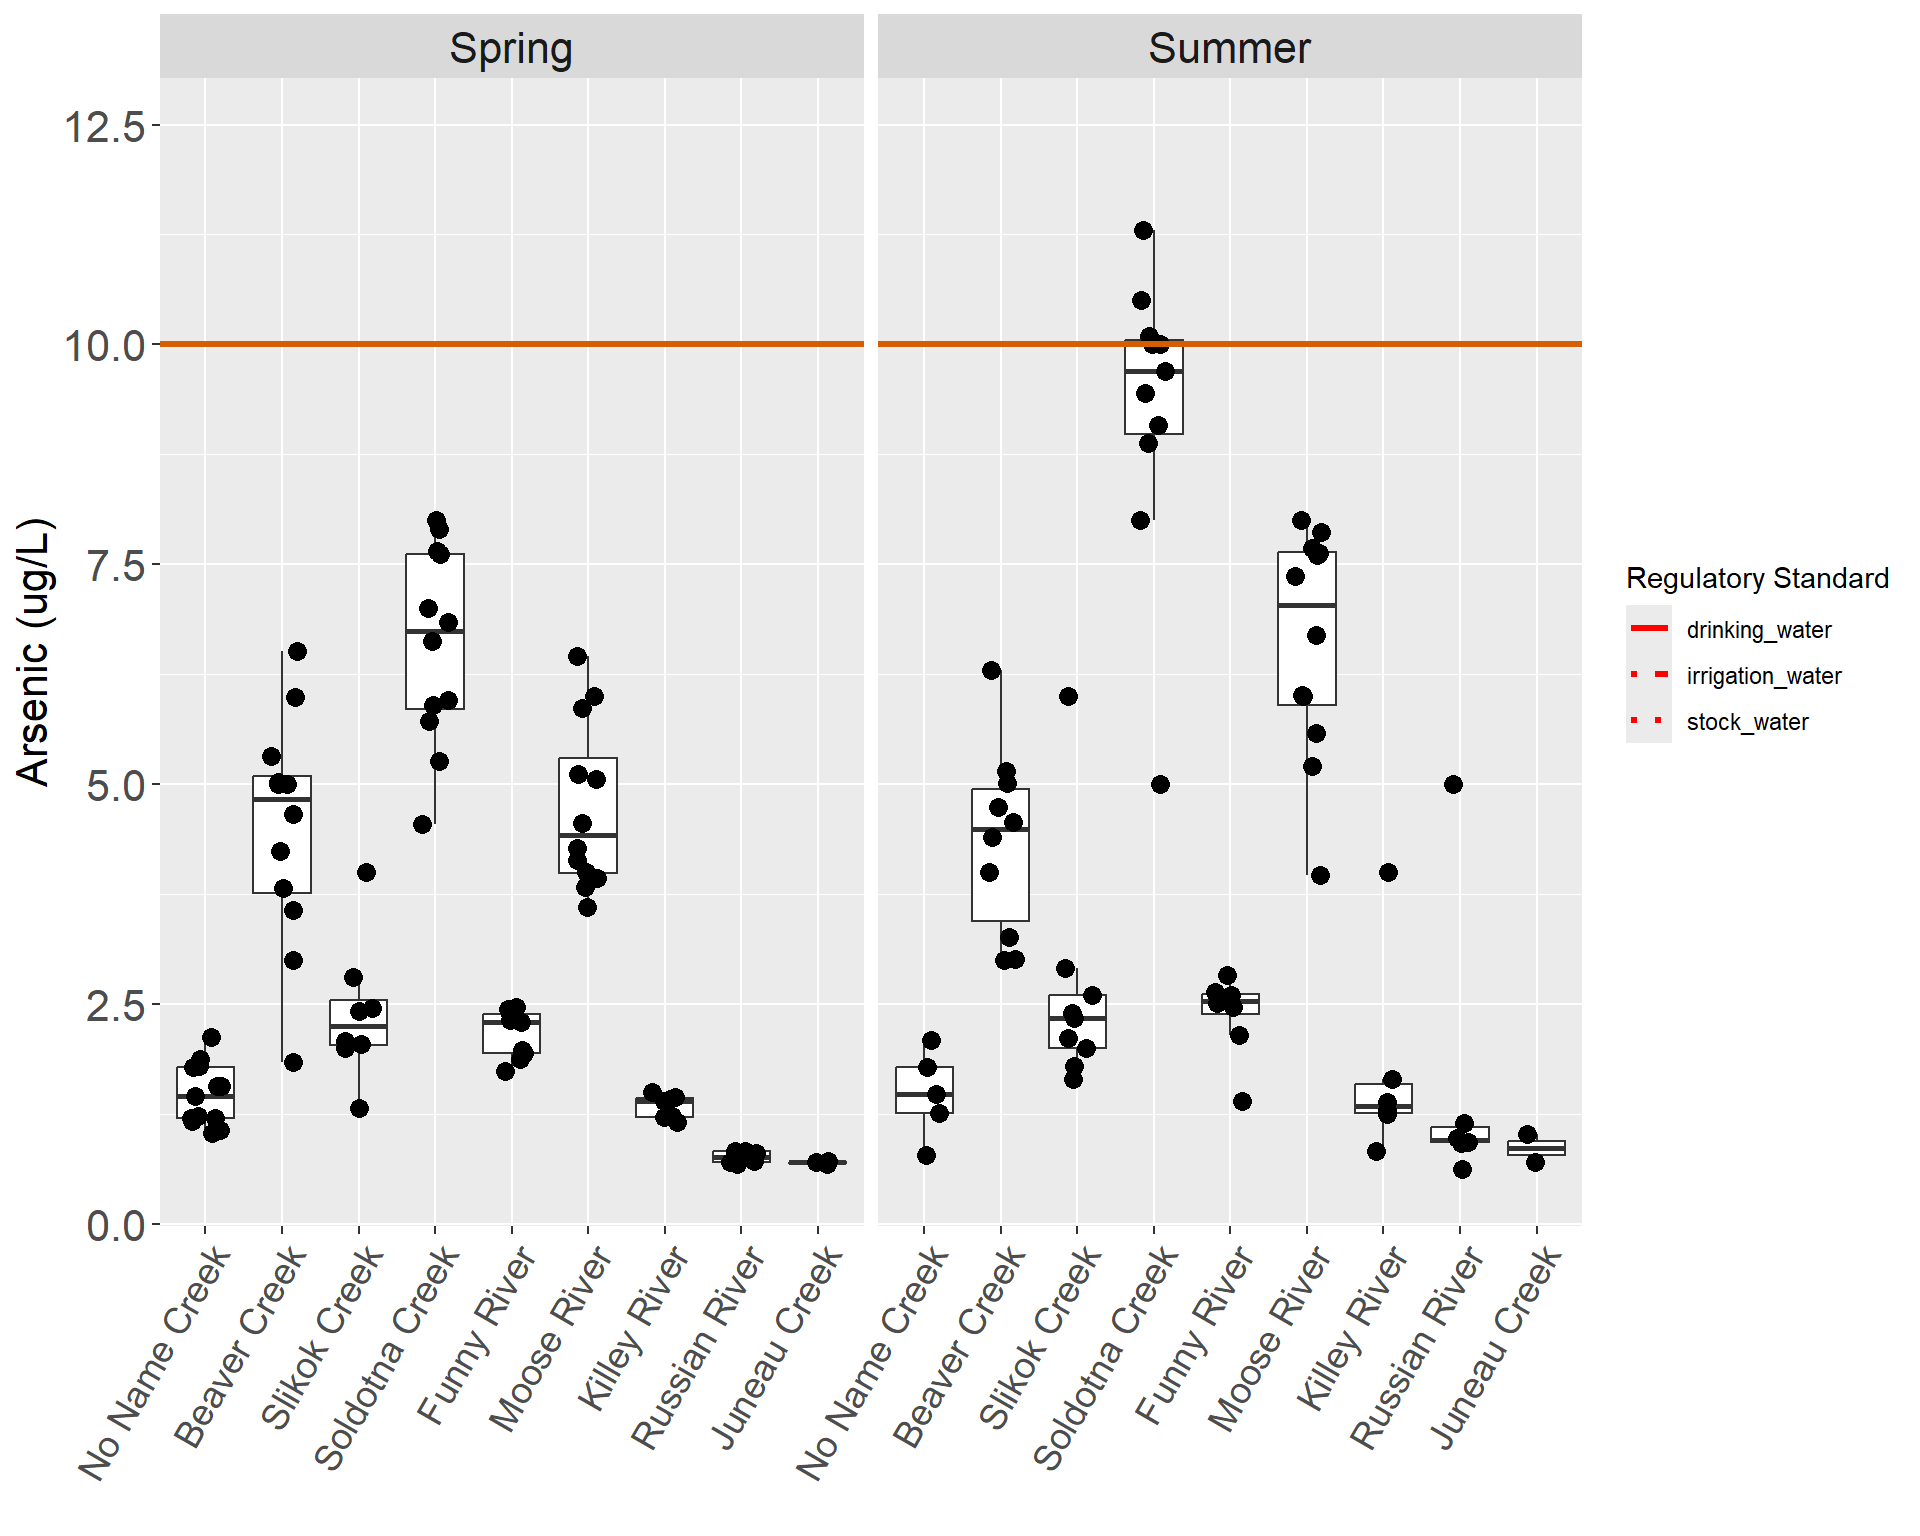 Spring
Summer
12.5
10.0
7.5
5.0
2.5
0.0
Arsenic (ug/L)
No Name Creek
Beaver Creek
Slikok Creek
Soldotna Creek
Funny River
Moose River
Killey River
Russian River
Juneau Creek
No Name Creek
Beaver Creek
Slikok Creek
Soldotna Creek
Funny River
Moose River
Killey River
Russian River
Juneau Creek
Regulatory Standard
drinking_water
irrigation_water
stock_water